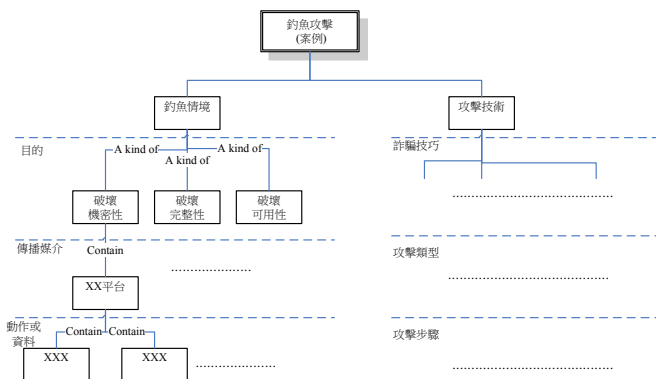 釣魚攻擊
(案例)
釣魚情境
攻擊技術
目的
詐騙技巧
A kind of
A kind of
A kind of
破壞
機密性
破壞
完整性
破壞
可用性
................................................
傳播媒介
Contain
攻擊類型
........................
................................................
XX平台
動作或
資料
Contain
Contain
攻擊步驟
XXX
XXX
........................
................................................